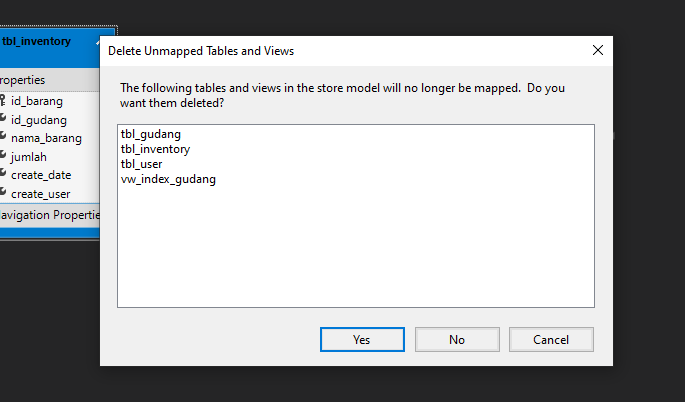 tbl_inventory
roperties
id_barang
id_gudang
nama_barang
jumlah
create_date
create_user
avigation Propertie
Delete Unmapped Tables and Views
The following tables and views in the store model will no longer be mapped.  Do you
want them deleted?
tbl_gudang
tbl_inventory
tbl_user
vw_index_gudang
Yes
No
Cancel